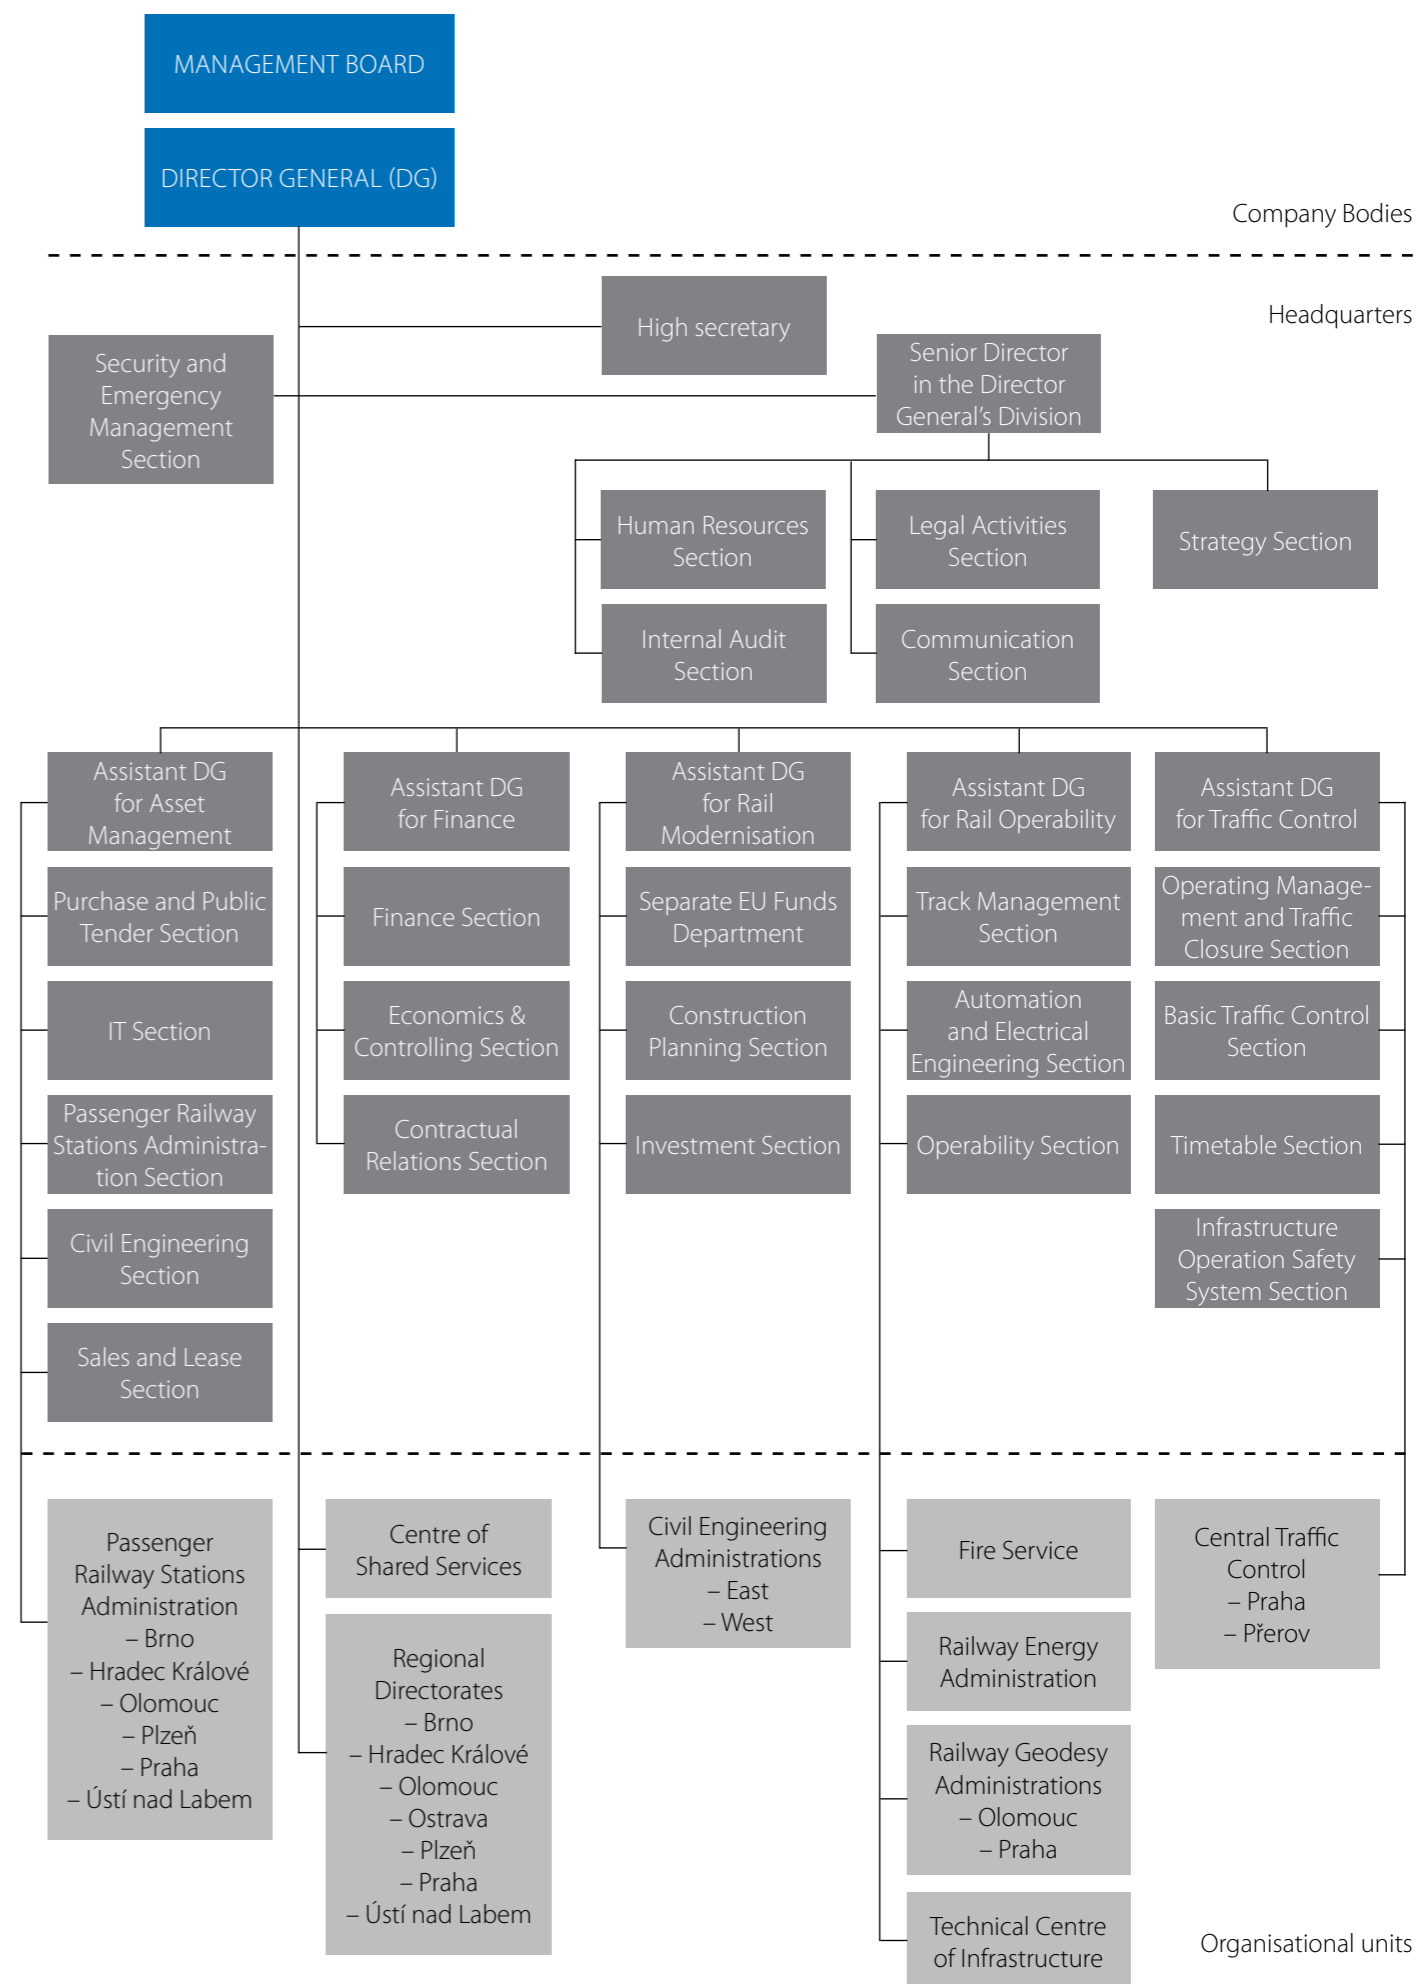 MANAGEMENT BOARD
DIRECTOR GENERAL (DG)
Company Bodies
Headquarters
High secretary
Security and
Emergency
Management
Section
Senior Director
in the Director
General’s Division
Human Resources
Section
Legal Activities
Section
Strategy Section
Internal Audit
Section
Communication
Section
Assistant DG
for Asset
Management
Assistant DG
for Finance
Assistant DG
for Rail
Modernisation
Assistant DG
for Rail Operability
Assistant DG
for Traffic Control
Purchase and Public
Tender Section
Finance Section
Separate EU Funds
Department
Track Management
Section
Operating Manage-
ment and Traffic
Closure Section
IT Section
Economics &
Controlling Section
Construction
Planning Section
Automation
and Electrical
Engineering Section
Basic Traffic Control
Section
Passenger Railway
Stations Administra-
tion Section
Contractual
Relations Section
Investment Section
Operability Section
Timetable Section
Civil Engineering
Section
Infrastructure
Operation Safety
System Section
Sales and Lease
Section
Passenger
Railway Stations
Administration
– Brno
– Hradec Králové
– Olomouc
– Plzeň
– Praha
– Ústí nad Labem
Centre of
Shared Services
Regional
Directorates
– Brno
– Hradec Králové
– Olomouc
– Ostrava
– Plzeň
– Praha
– Ústí nad Labem
Civil Engineering
Administrations
– East
– West
Fire Service
Railway Energy
Administration
Railway Geodesy
Administrations
– Olomouc
– Praha
Technical Centre
of Infrastructure
Central Traffic
Control
– Praha
– Přerov
Organisational units